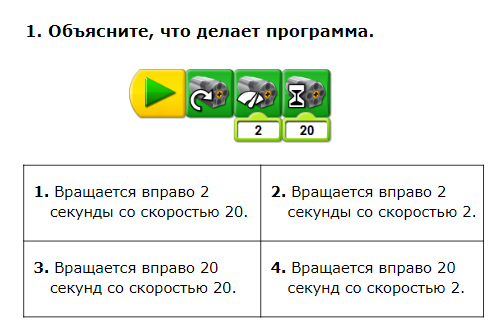 1. Объясните, что делает программа.
2 20
1. Вращается вправо 2
секунды со скоростью 20.
2. Вращается вправо 2
секунды со скоростью 2.
3. Вращается вправо 20
секунд со скоростью 20.
4. Вращается вправо 20
секунд со скоростью 2.